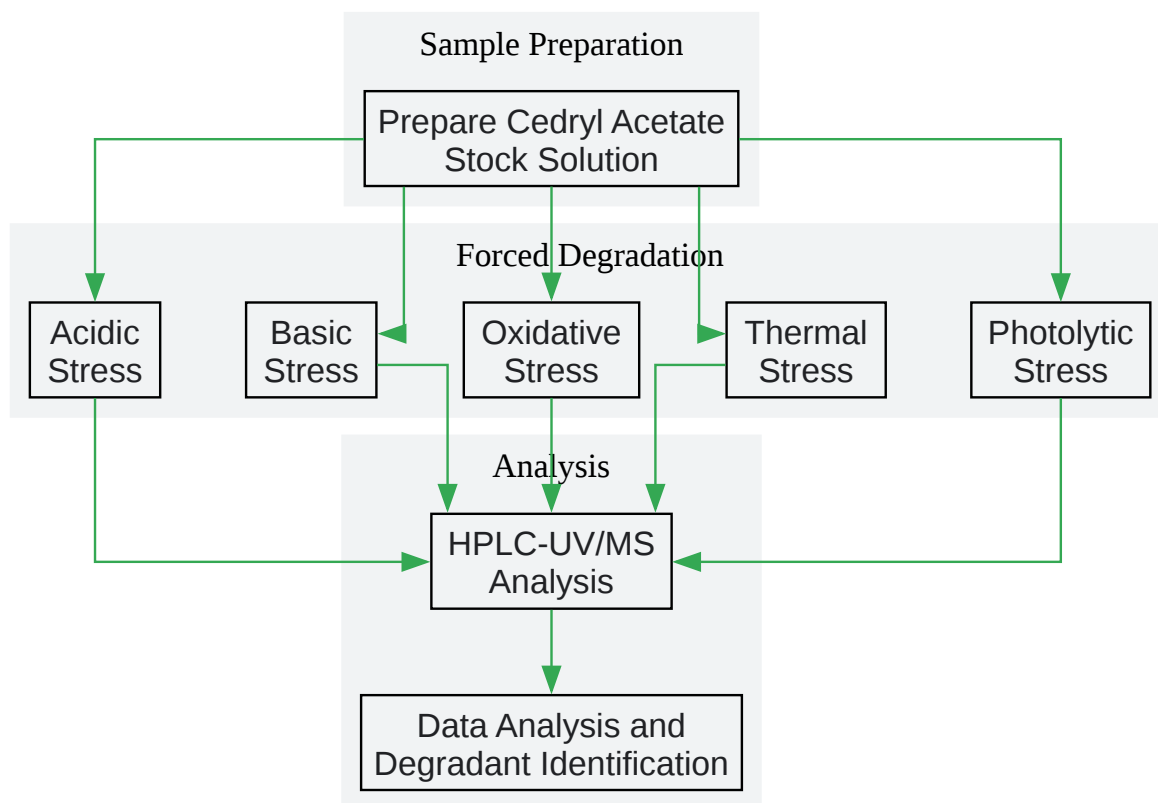 Sample Preparation
Prepare Cedryl Acetate
Stock Solution
Forced Degradation
Acidic
Stress
Basic
Stress
Oxidative
Stress
Thermal
Stress
Photolytic
Stress
Analysis
HPLC-UV/MS
Analysis
Data Analysis and
Degradant Identification